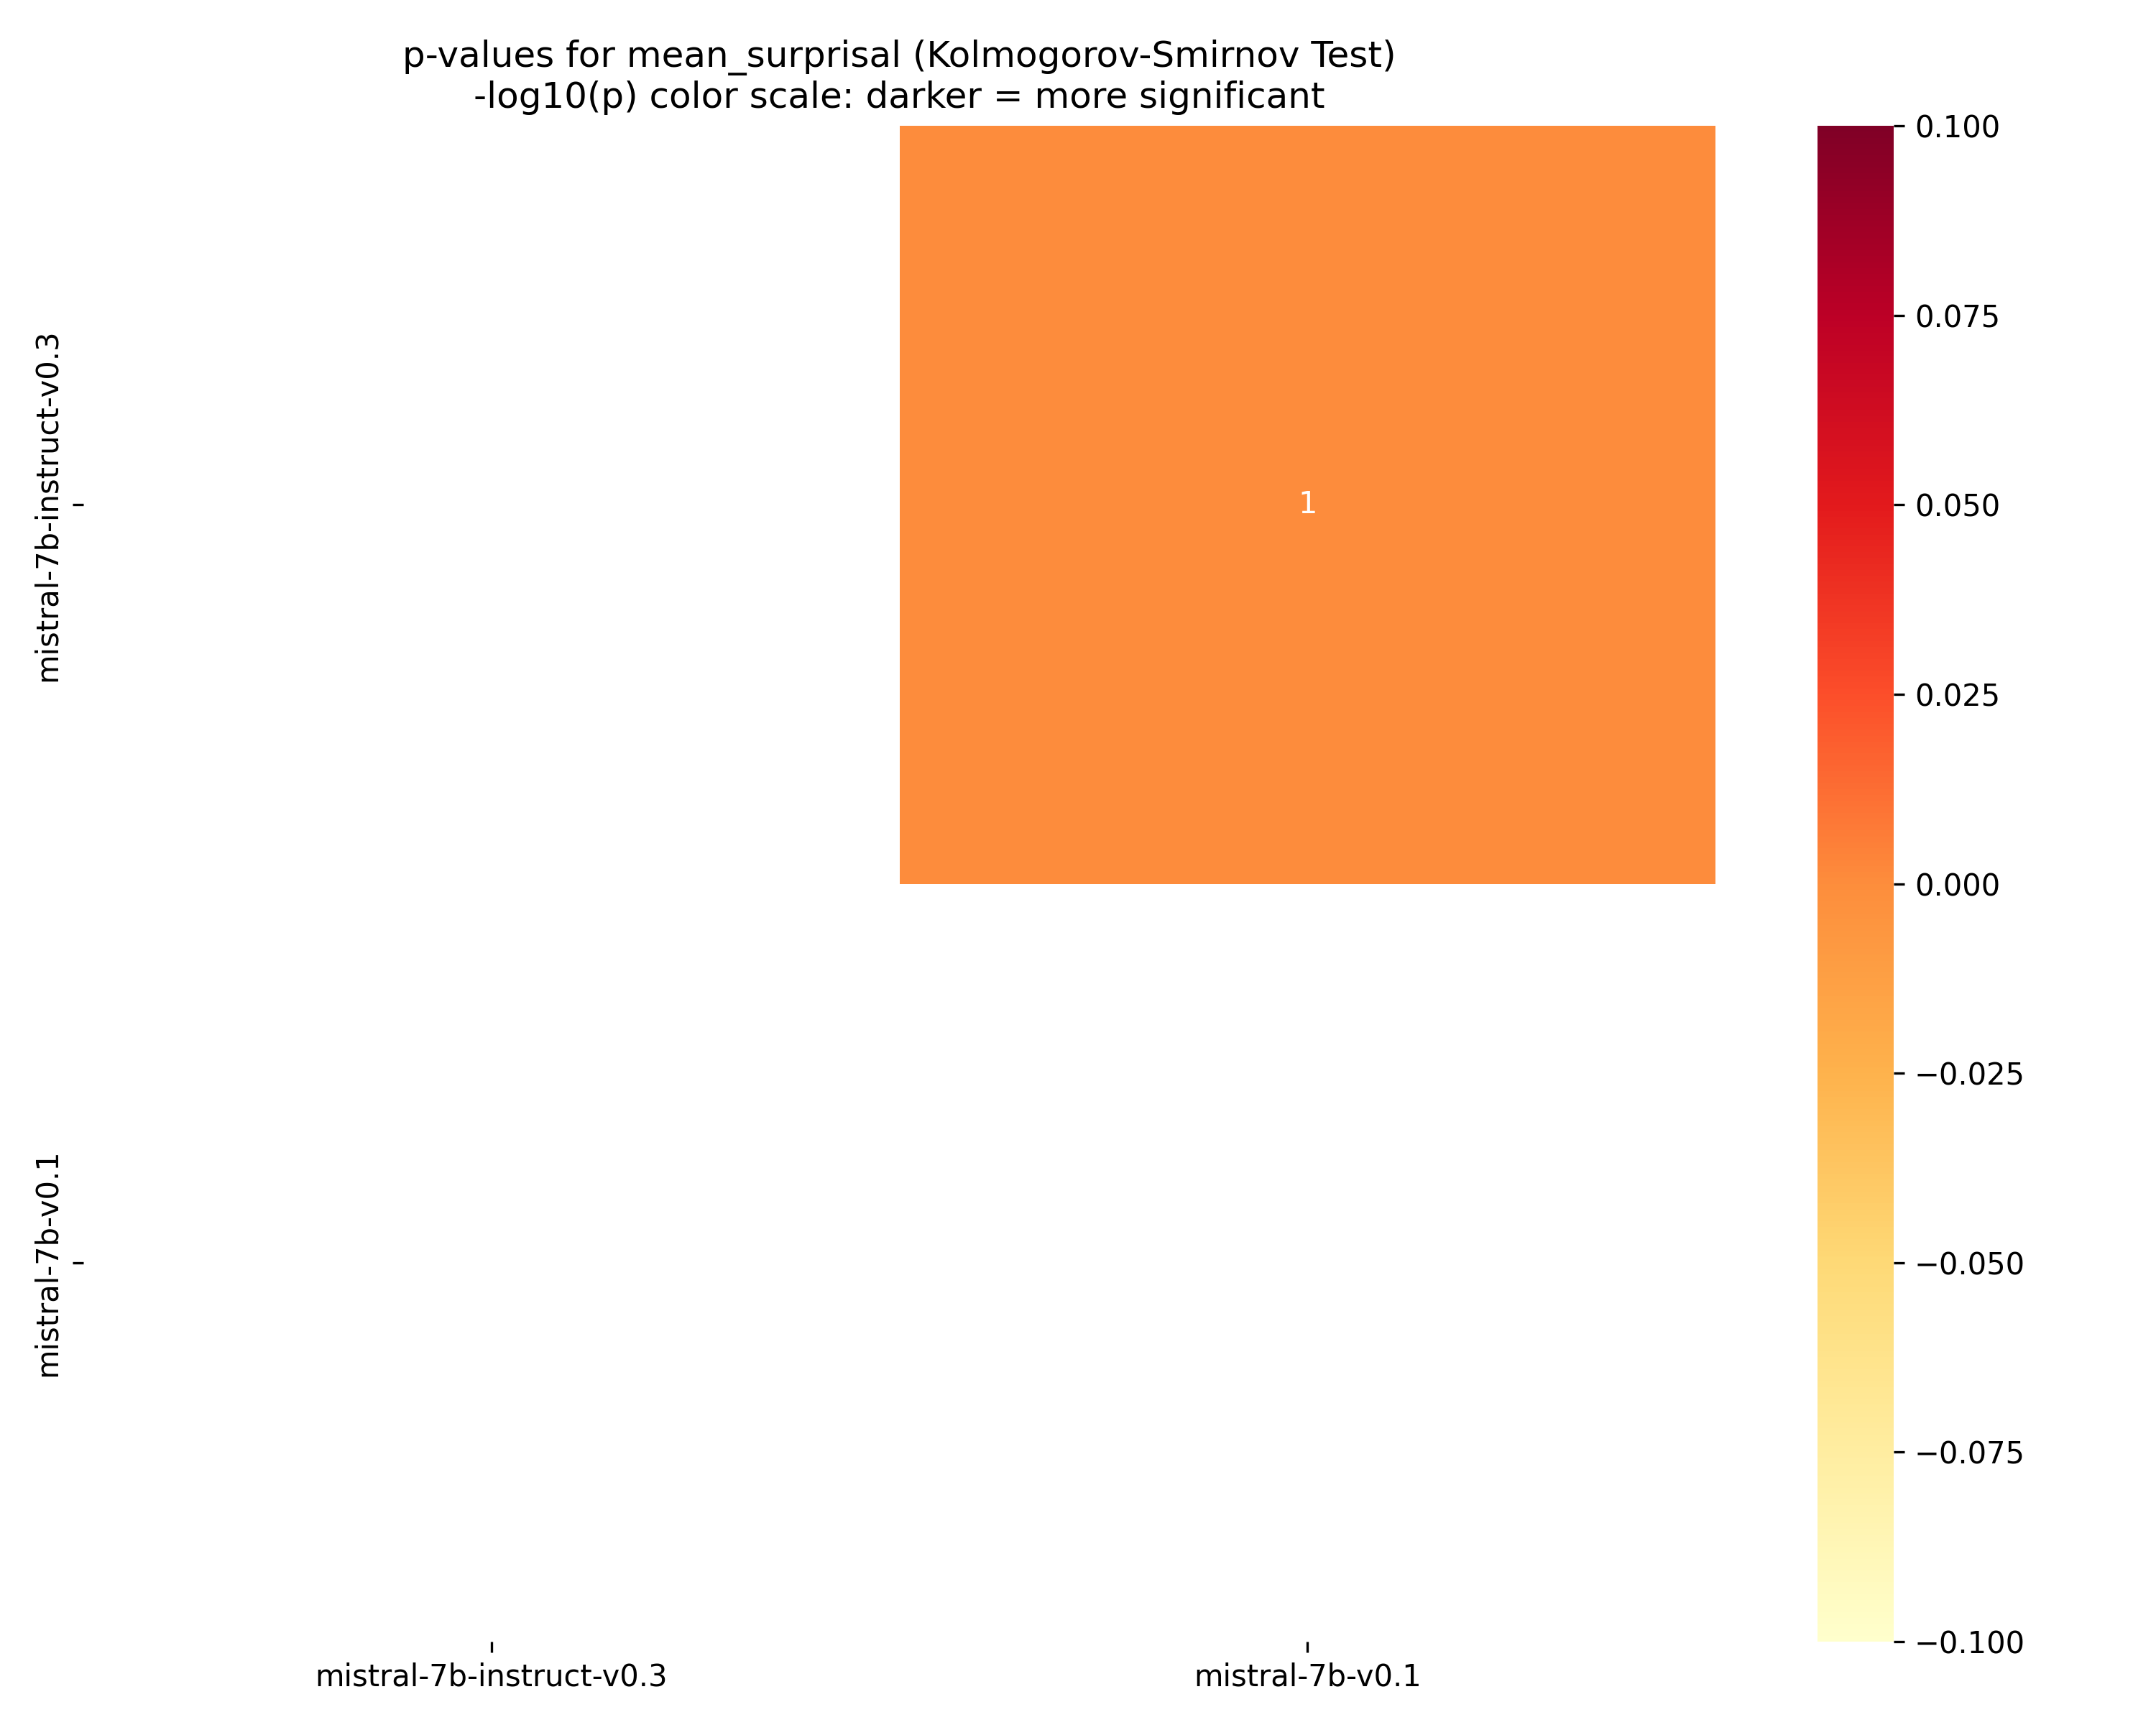 p-values for mean_surprisal (Kolmogorov-Smirnov Test)
-log10(p) color scale: darker = more significant
mistral-7b-instruct-v0.3
mistral-7b-v0.1
1
mistral-7b-instruct-v0.3
mistral-7b-v0.1
0.100
0.075
0.050
0.025
0.000
−0.025
−0.050
−0.075
−0.100